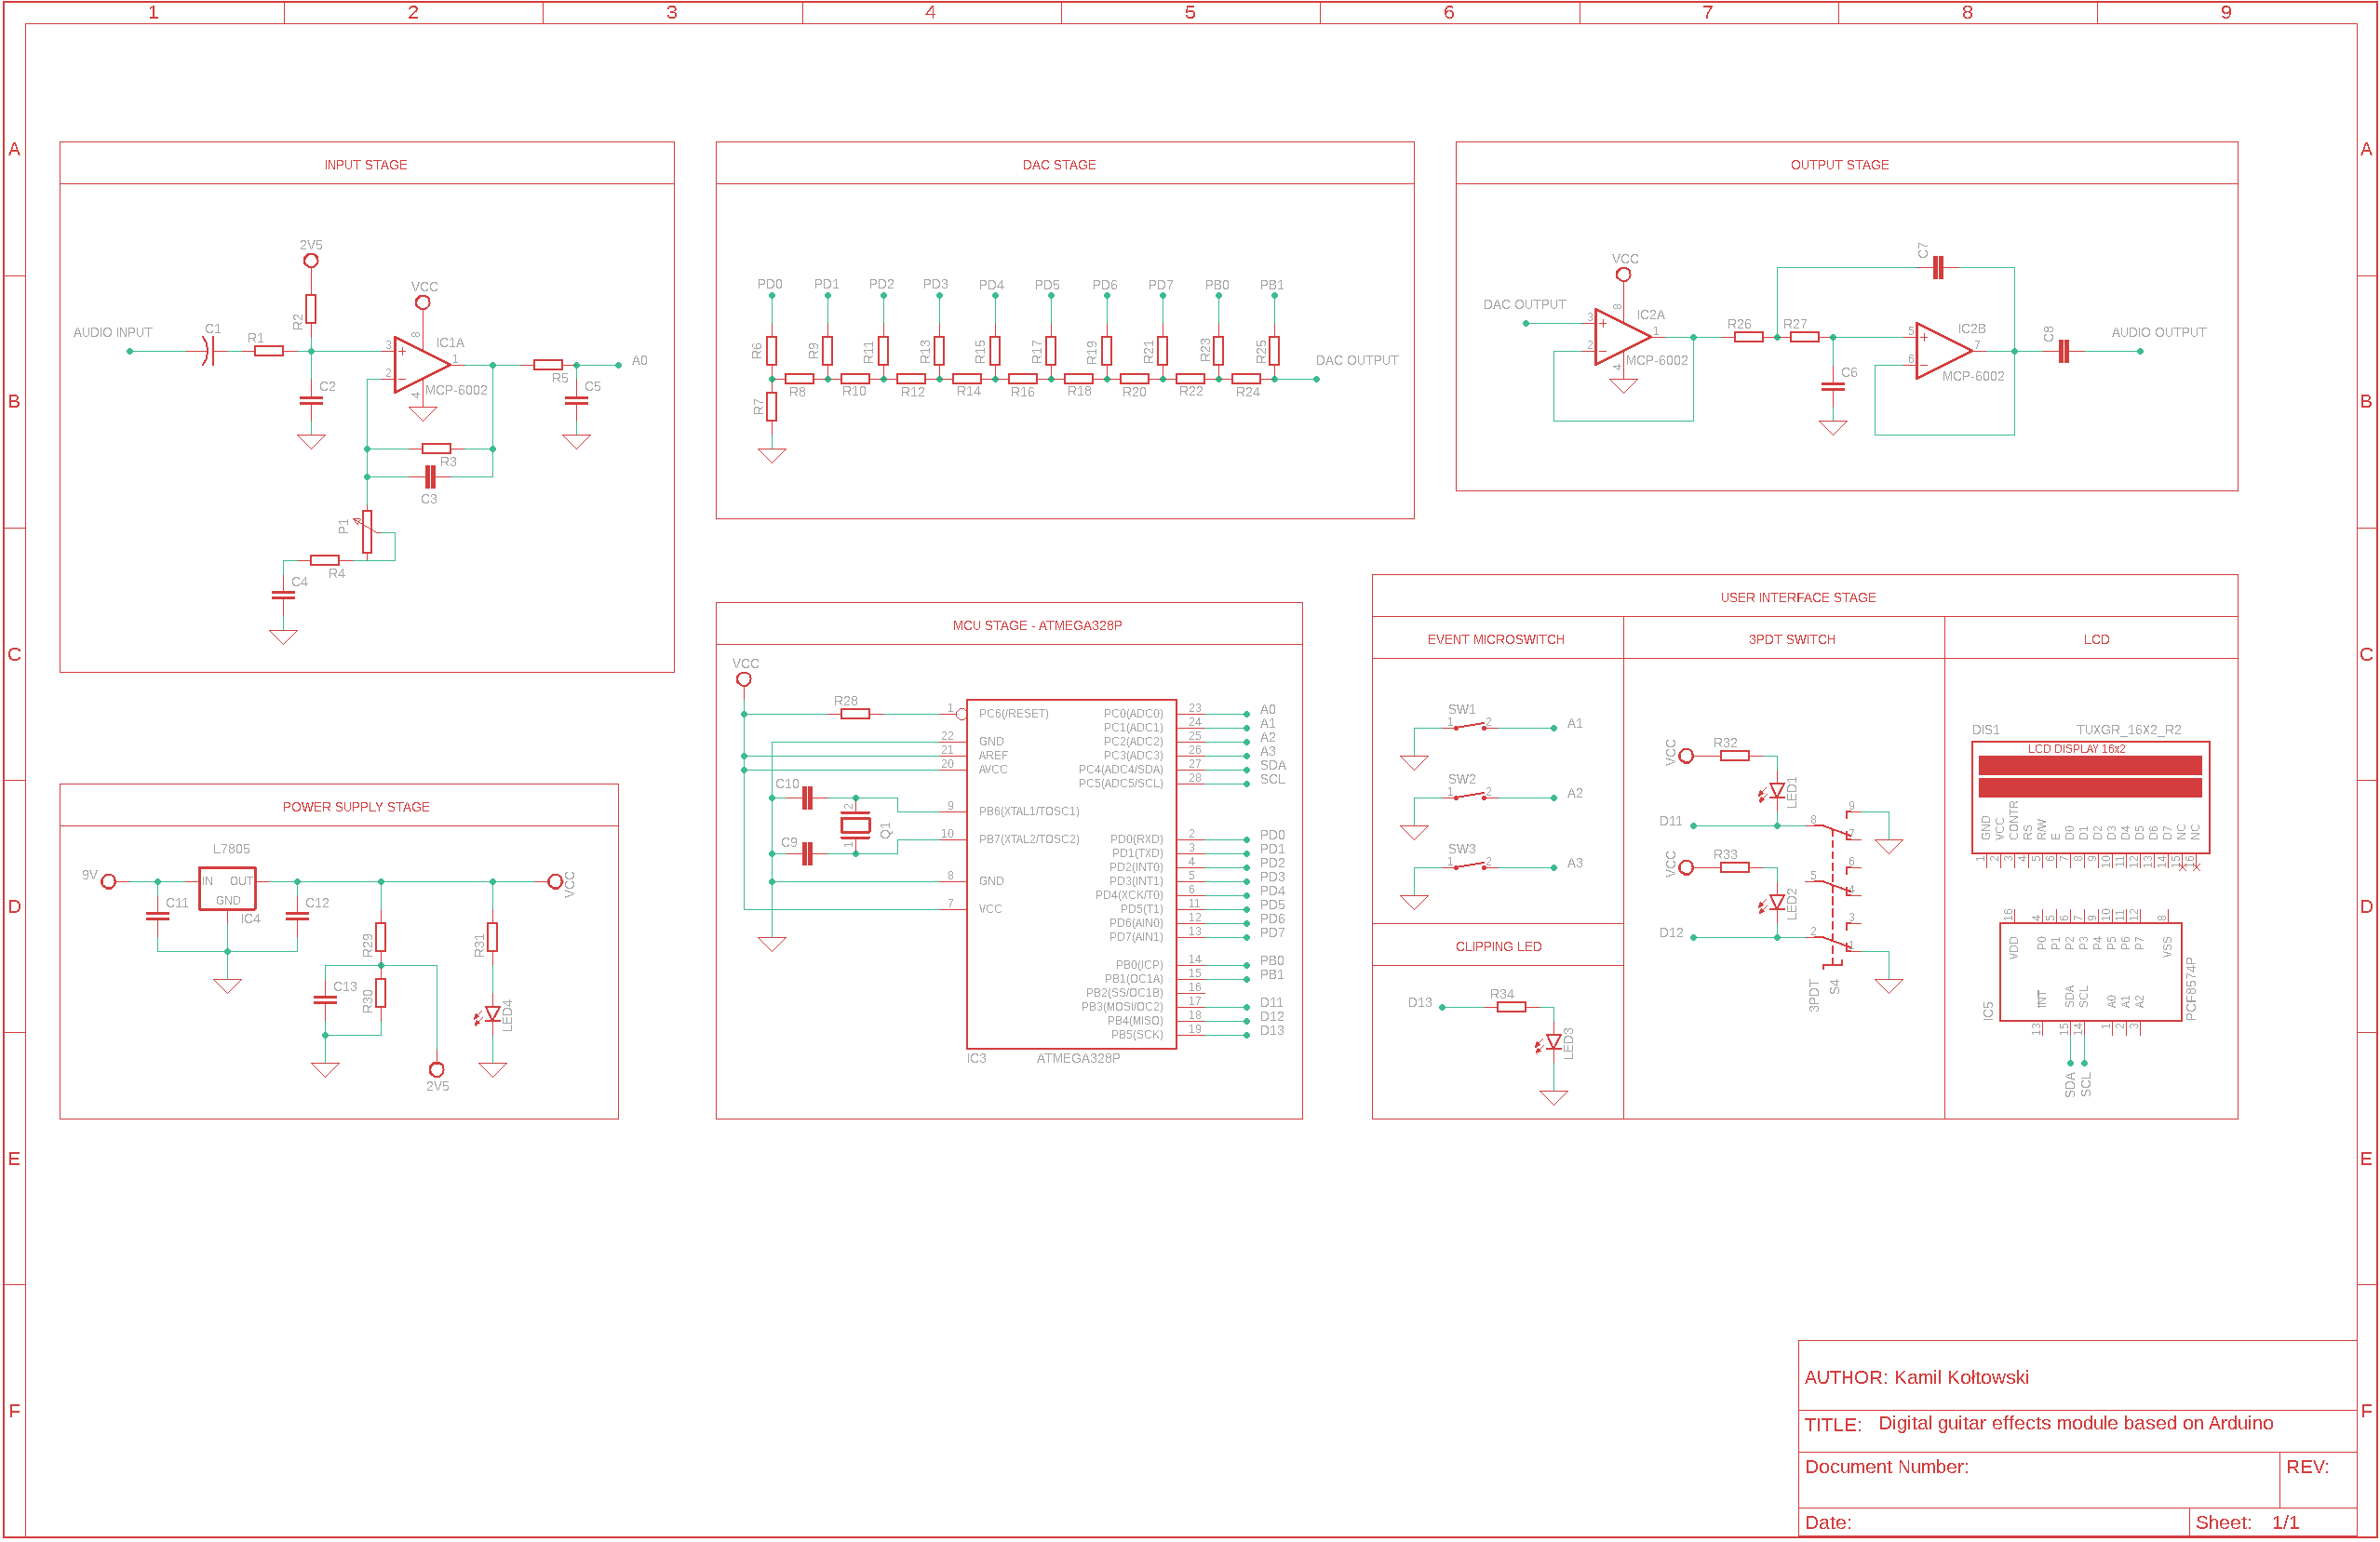 1 2 3 4 5 6 7 8 9
A A
B B
C C
D D
E E
F F
INPUT STAGE
2V5
VCC
AUDIO INPUT
C1
R1
R2
C2
3
2
8
4
1
IC1A
MCP-6002
R5
A0
C5
R3
C3
P1
R4
C4
DAC STAGE
PD0 PD1 PD2 PD3 PD4 PD5 PD6 PD7 PB0 PB1
R6 R9 R11 R13 R15 R17 R19 R21 R23 R25
DAC OUTPUT
R7 R8 R10 R12 R14 R16 R18 R20 R22 R24
OUTPUT STAGE
VCC
DAC OUTPUT
3
2
8
4
1
IC2A
MCP-6002
R26
R27
C7
C6
5
6
7
IC2B
MCP-6002
C8
AUDIO OUTPUT
POWER SUPPLY STAGE
L7805
9V
IN OUT
GND
IC4
C11
C12
R29
R31
VCC
C13
R30
LED4
2V5
MCU STAGE - ATMEGA328P
VCC
R28
C10
C9
Q1
2
1
1 PC6(/RESET)
22 GND
21 AREF
20 AVCC
9 PB6(XTAL1/TOSC1)
10 PB7(XTAL2/TOSC2)
8 GND
7 VCC
PC0(ADC0) 23 A0
PC1(ADC1) 24 A1
PC2(ADC2) 25 A2
PC3(ADC3) 26 A3
PC4(ADC4/SDA) 27 SDA
PC5(ADC5/SCL) 28 SCL
PD0(RXD) 2 PD0
PD1(TXD) 3 PD1
PD2(INT0) 4 PD2
PD3(INT1) 5 PD3
PD4(XCK/T0) 6 PD4
PD5(T1) 11 PD5
PD6(AIN0) 12 PD6
PD7(AIN1) 13 PD7
PB0(ICP) 14 PB0
PB1(OC1A) 15 PB1
PB2(SS/OC1B) 16
PB3(MOSI/OC2) 17 D11
PB4(MISO) 18 D12
PB5(SCK) 19 D13
IC3 ATMEGA328P
USER INTERFACE STAGE
EVENT MICROSWITCH
SW1
1 2 A1
SW2
1 2 A2
SW3
1 2 A3
CLIPPING LED
D13
R34
LED3
3PDT SWITCH
VCC
R32
LED1
D11
VCC
R33
LED2
D12
8 9 7
5 6 4
2 3 1
3PDT
S4
LCD
DIS1 TUXGR_16X2_R2
LCD DISPLAY 16x2
GND VCC CONTR RS R/W E D0 D1 D2 D3 D4 D5 D6 D7 NC NC
1 2 3 4 5 6 7 8 9 10 11 12 13 14 15 16
16 4 5 6 7 9 10 11 12 8
VDD P0 P1 P2 P3 P4 P5 P6 P7 VSS
INT SDA SCL A0 A1 A2
13 15 14 1 2 3
IC5
PCF8574P
SDA SCL
AUTHOR: Kamil Kołtowski
TITLE: Digital guitar effects module based on Arduino
Document Number:
REV:
Date:
Sheet: 1/1